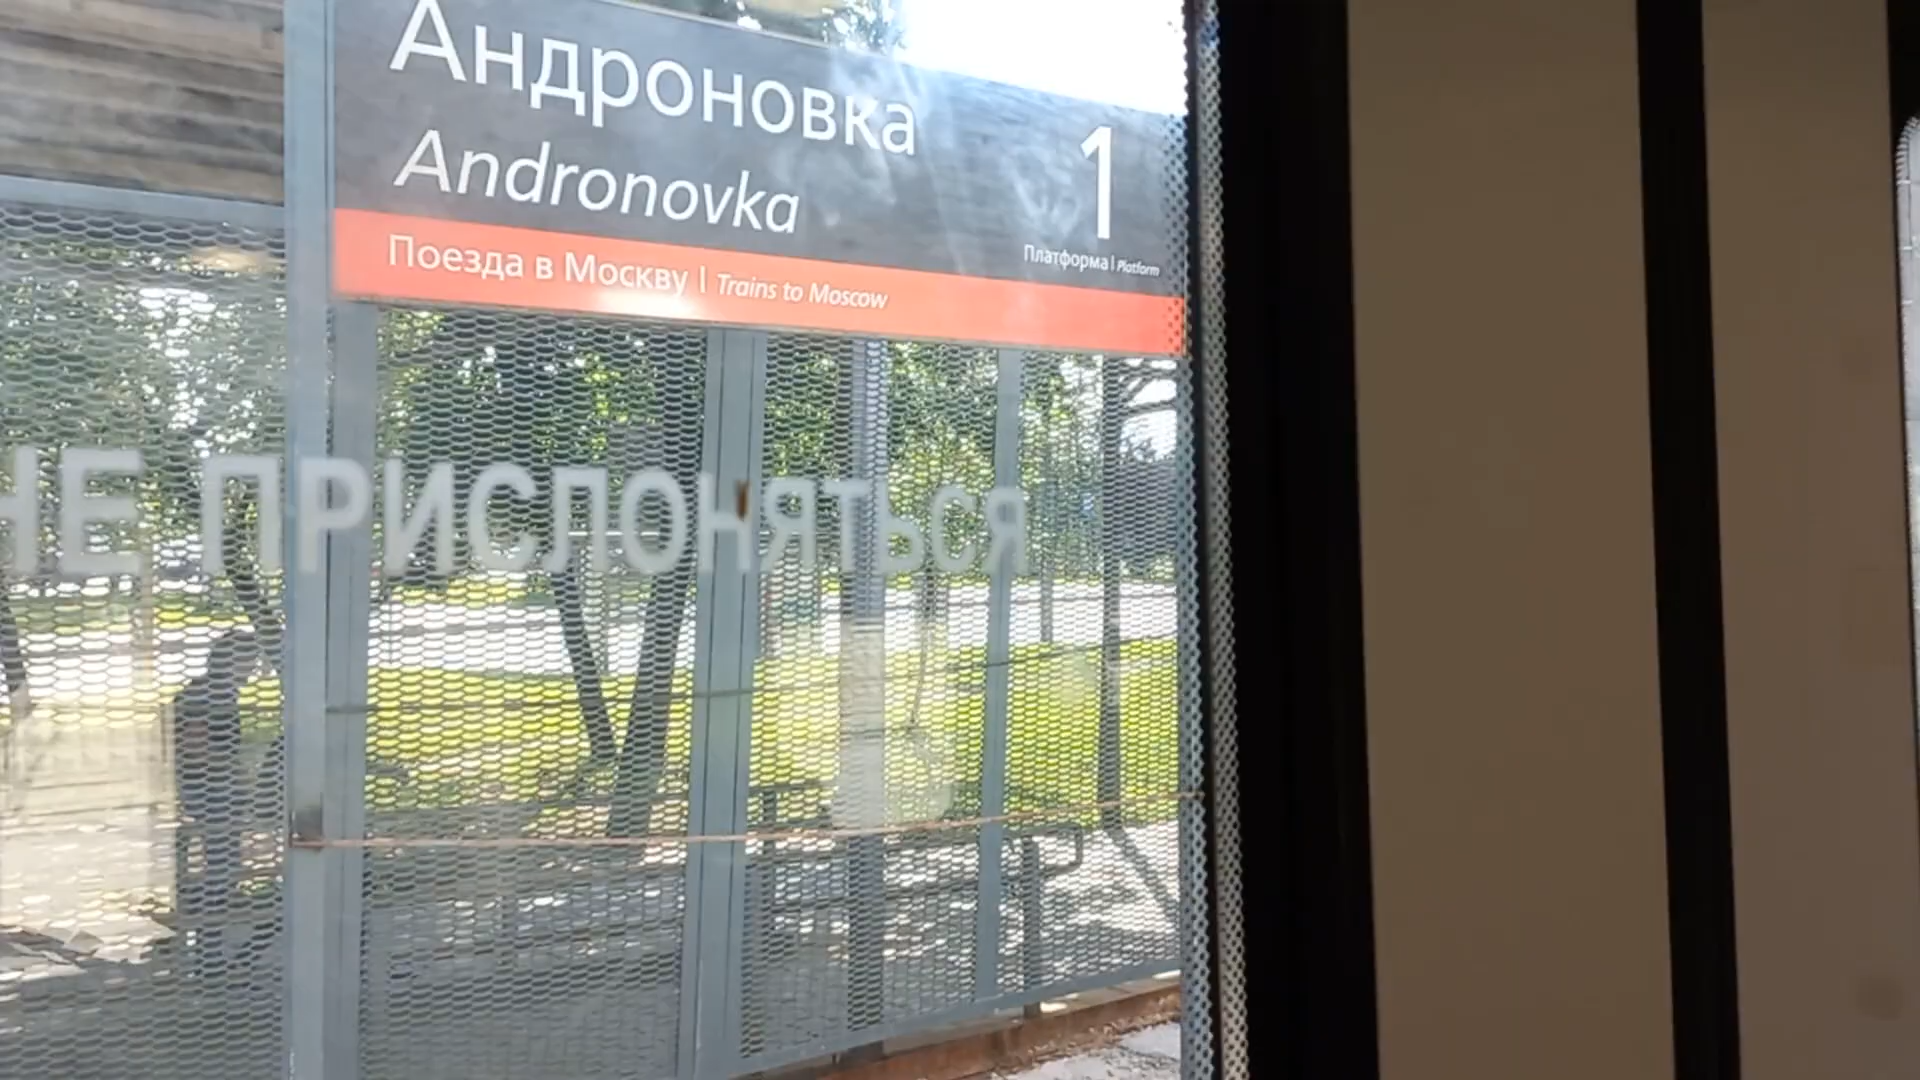 Андроновка
Andronovka
1
Платформа | Platform
Поезда в Москву | Trains to Moscow
НЕ ПРИСЛОНЯТЬСЯ